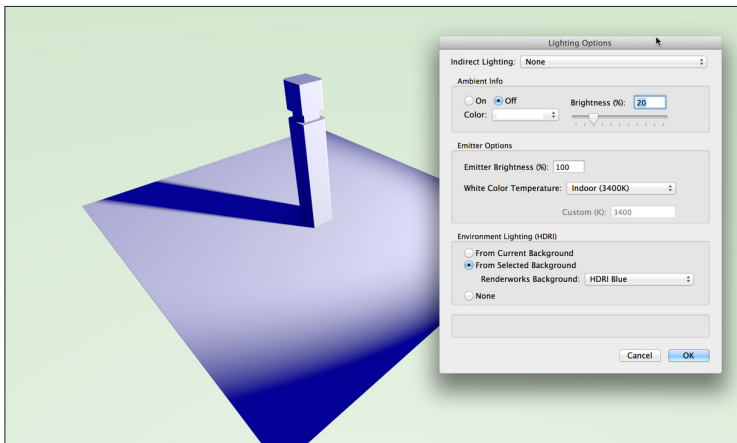 Lighting Options
Indirect Lighting: None
Ambient Info
On Off Brightness (%): 20
Color:
Emitter Options
Emitter Brightness (%): 100
White Color Temperature: Indoor (3400K)
Custom (K): 3400
Environment Lighting (HDRI)
From Current Background
From Selected Background
Renderworks Background: HDRI Blue
None
Cancel OK